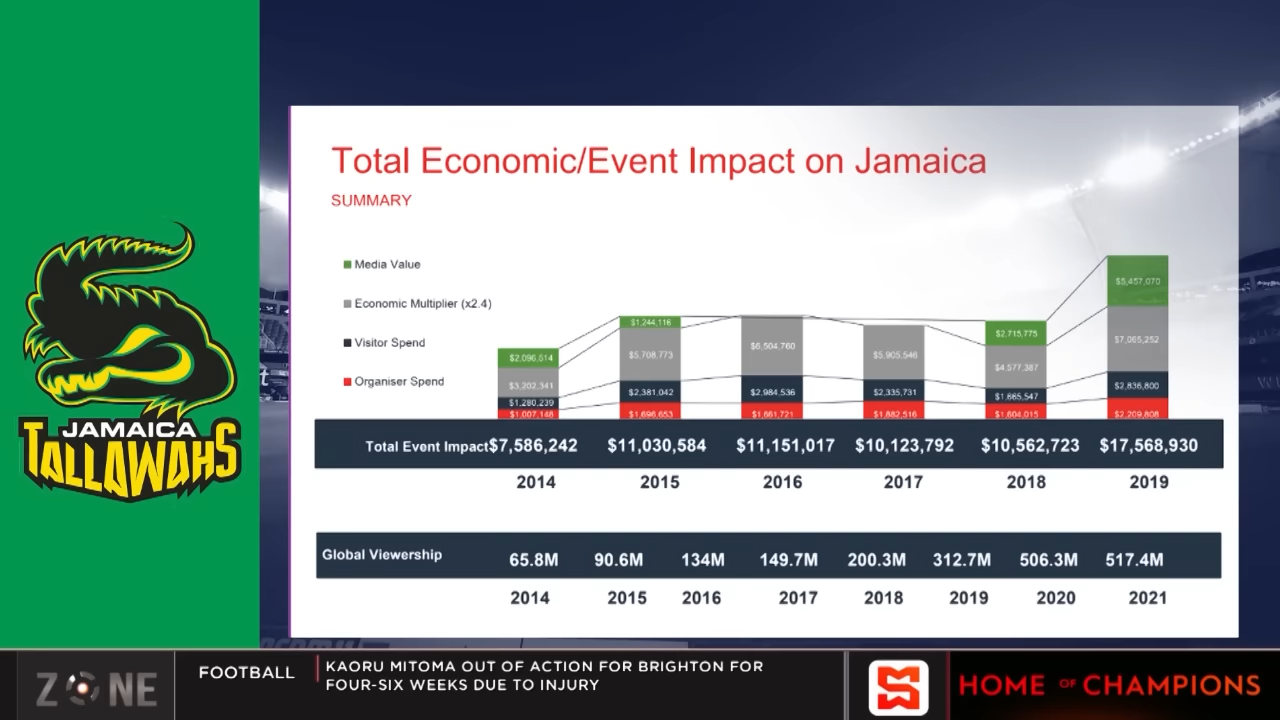 Total Economic/Event Impact on Jamaica
SUMMARY
Media Value
Economic Multiplier (x2.4)
Visitor Spend
Organiser Spend
$2,096,514
$3,202,341
$1,280,239
$1,007,148
$1,244,116
$5,708,773
$2,381,042
$1,696,653
$6,504,760
$2,984,536
$1,661,721
$5,905,546
$2,335,731
$1,882,516
$2,715,775
$4,577,387
$1,665,547
$1,604,015
$5,457,070
$7,065,252
$2,836,800
$2,209,808
Total Event Impact $7,586,242 $11,030,584 $11,151,017 $10,123,792 $10,562,723 $17,568,930
2014 2015 2016 2017 2018 2019
Global Viewership 65.8M 90.6M 134M 149.7M 200.3M 312.7M 506.3M 517.4M
2014 2015 2016 2017 2018 2019 2020 2021
JAMAICA
TALLAWAHS
ZONE
FOOTBALL
KAORU MITOMA OUT OF ACTION FOR BRIGHTON FOR
FOUR-SIX WEEKS DUE TO INJURY
HOME OF CHAMPIONS